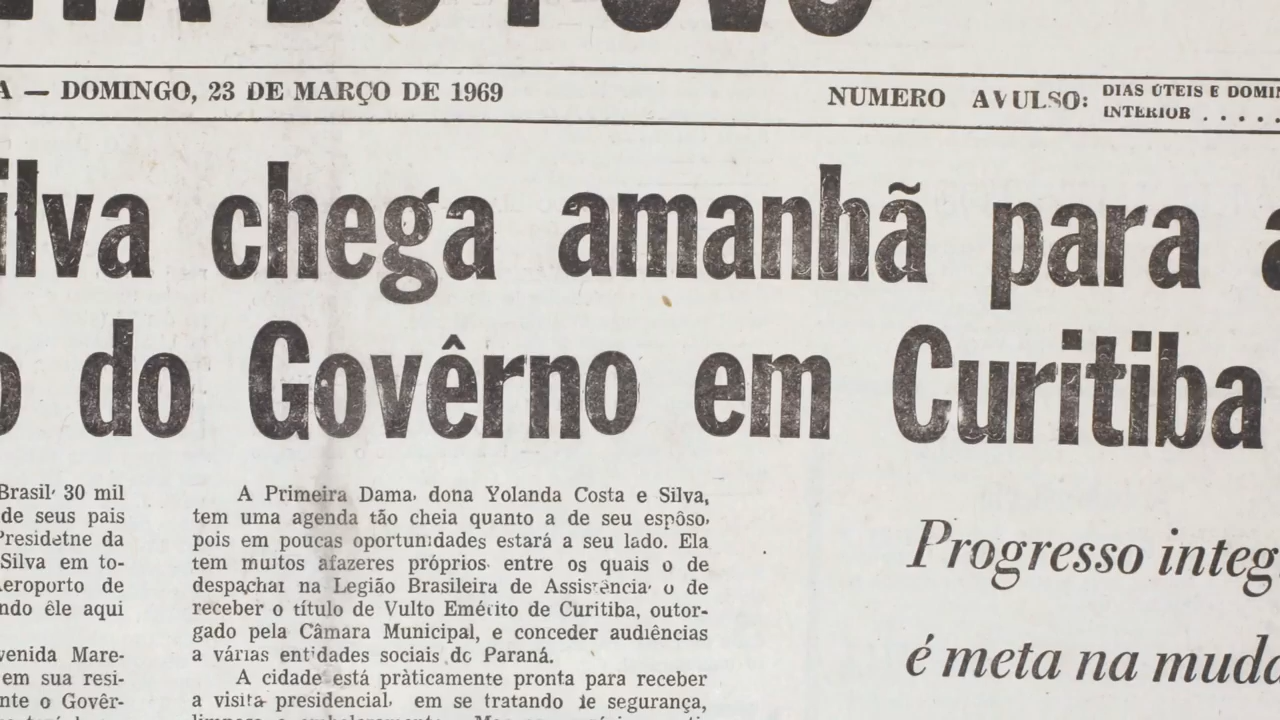 DO POVO
A — DOMINGO, 23 DE MARÇO DE 1969
NUMERO AVULSO:
DIAS ÚTEIS E DOMIN
INTERIOR . . . . .
ilva chega amanhã para a
o do Govêrno em Curitiba
Brasil 30 mil
de seus pais
Presidetne da
Silva em to-
Aeroporto de
ndo êle aqui
venida Mare-
em sua resi-
nte o Govêr-
A Primeira Dama, dona Yolanda Costa e Silva,
tem uma agenda tão cheia quanto a de seu espôso,
pois em poucas oportunidades estará a seu lado. Ela
tem muitos afazeres próprios, entre os quais o de
despachar na Legião Brasileira de Assistência, o de
receber o título de Vulto Emérito de Curitiba, outor-
gado pela Câmara Municipal, e conceder audiências
a várias entidades sociais do Paraná.
A cidade está pràticamente pronta para receber
a visita presidencial, em se tratando de segurança,
Progresso integ
é meta na muda